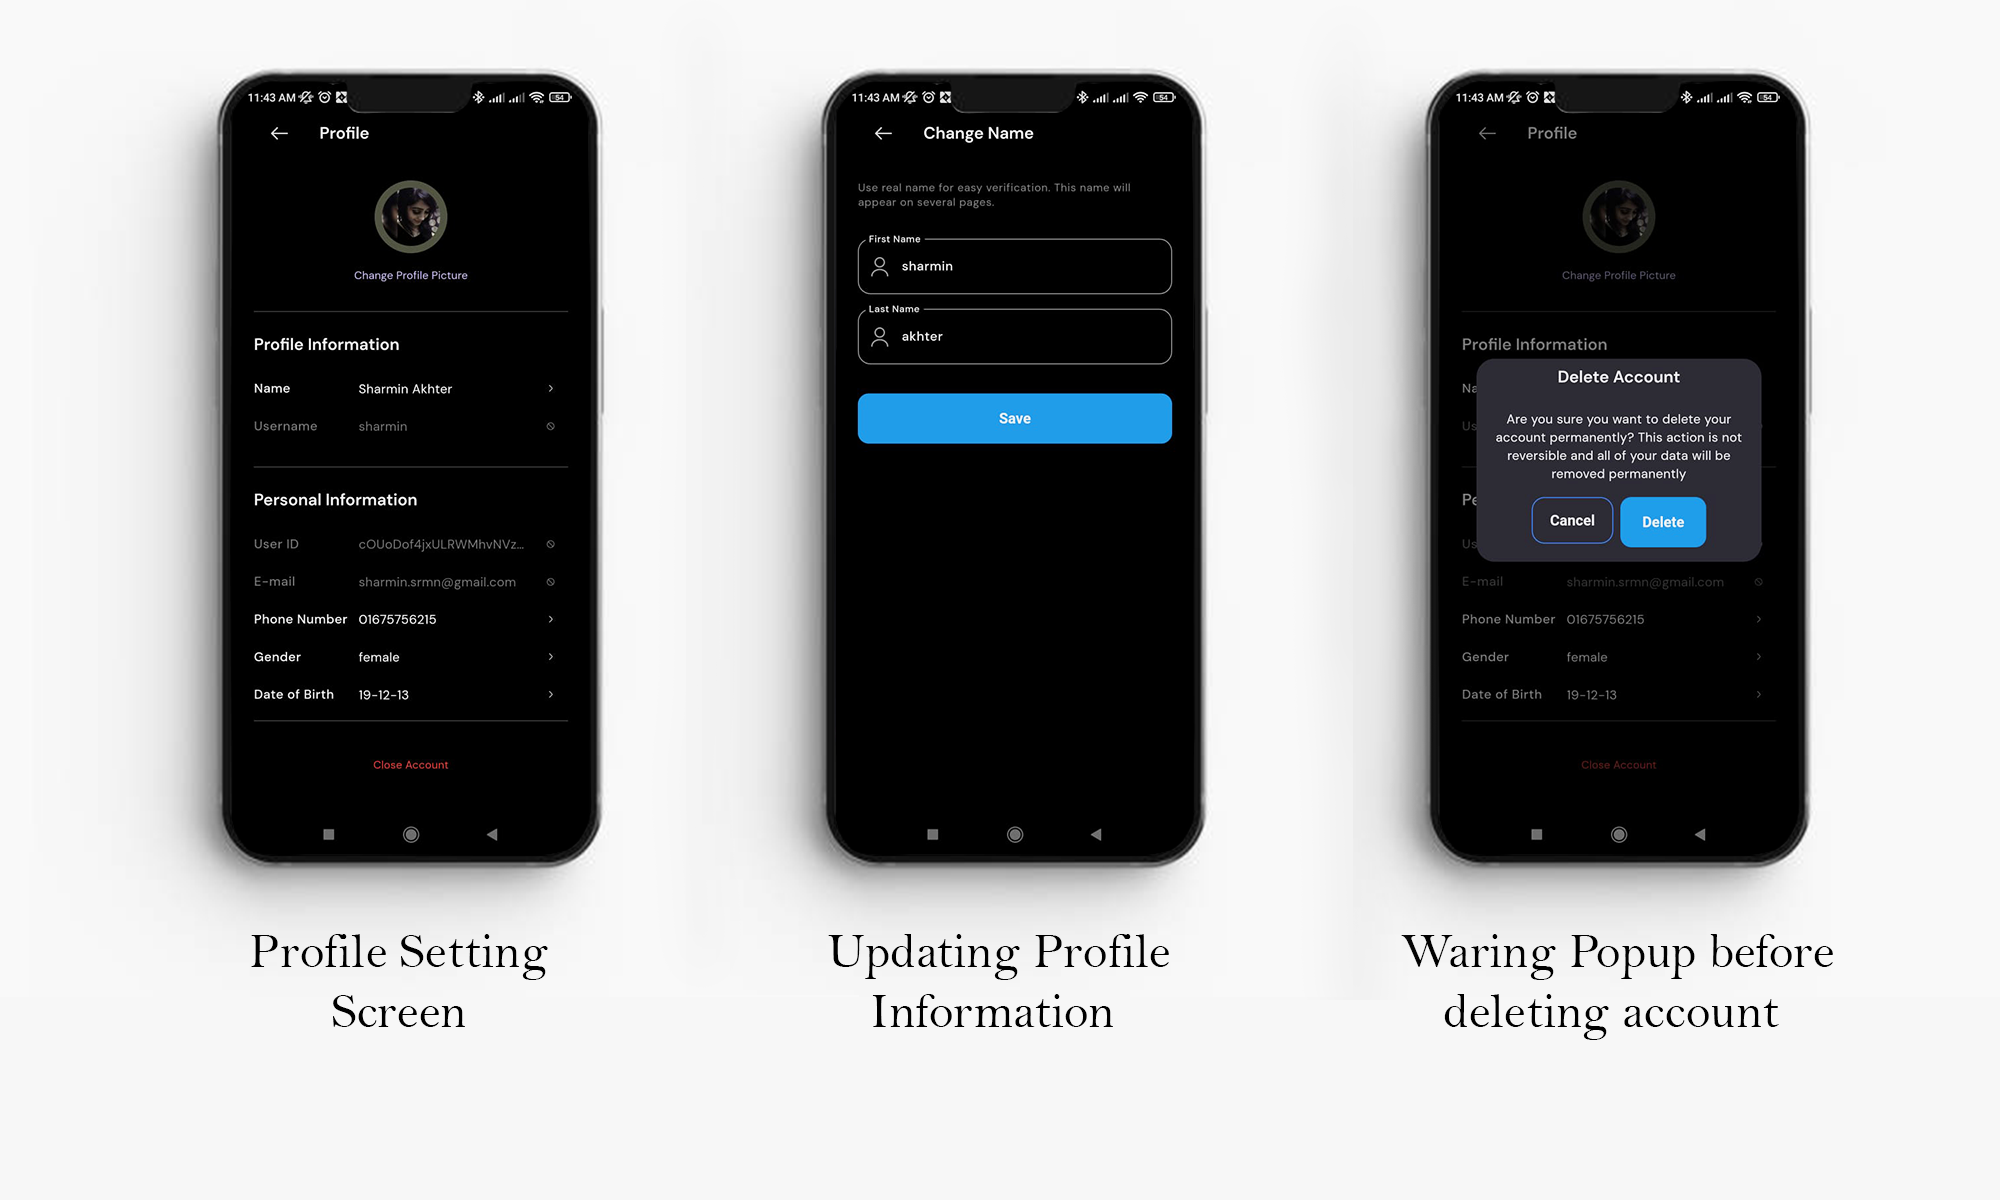 11:43 AM
54
Profile
Change Profile Picture
Profile Information
Name Sharmin Akhter
Username sharmin
Personal Information
User ID cOUoDof4jxULRWMhvNVz...
E-mail sharmin.srmn@gmail.com
Phone Number 01675756215
Gender female
Date of Birth 19-12-13
Close Account
Profile Setting
Screen
11:43 AM
54
Change Name
Use real name for easy verification. This name will
appear on several pages.
First Name
sharmin
Last Name
akhter
Save
Updating Profile
Information
11:43 AM
54
Profile
Change Profile Picture
Profile Information
Na
Us
Delete Account
Are you sure you want to delete your
account permanently? This action is not
reversible and all of your data will be
removed permanently
Cancel Delete
Pe
Us
E-mail sharmin.srmn@gmail.com
Phone Number 01675756215
Gender female
Date of Birth 19-12-13
Close Account
Waring Popup before
deleting account